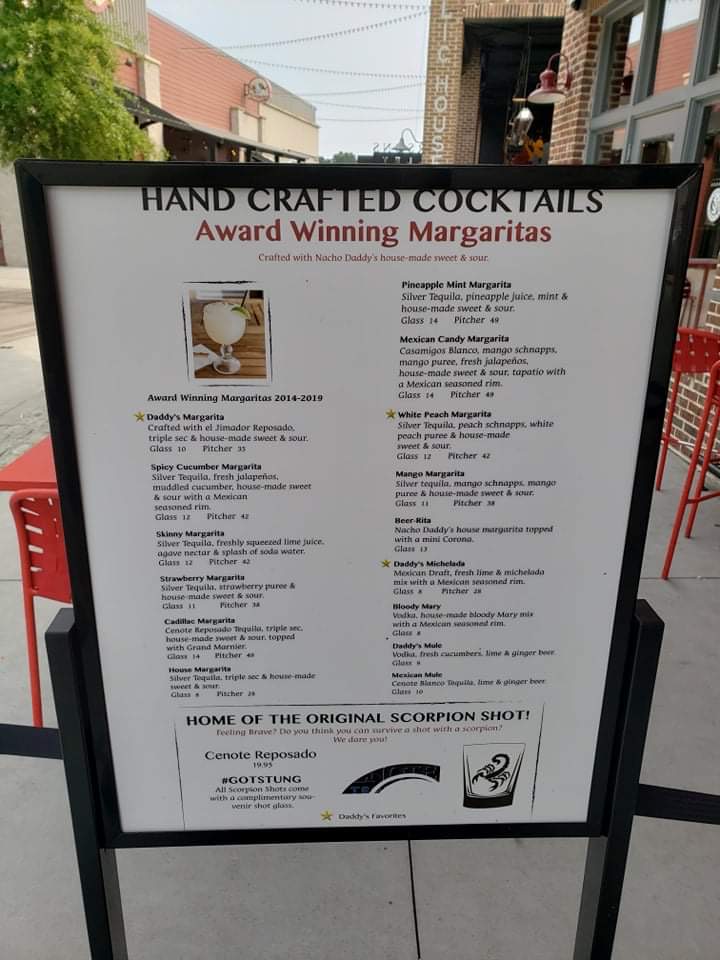 LTC HOUSE
HAND CRAFTED COCKTAILS
Award Winning Margaritas
Crafted with Nacho Daddy's house-made sweet & sour.
Award Winning Margaritas 2014-2019
Daddy's Margarita
Crafted with el Jimador Reposado,
triple sec & house-made sweet & sour.
Glass 10 Pitcher 35
Spicy Cucumber Margarita
Silver Tequila, fresh jalapeños,
muddled cucumber, house-made sweet
& sour with a Mexican
seasoned rim.
Glass 12 Pitcher 42
Skinny Margarita
Silver Tequila, freshly squeezed lime juice,
agave nectar & splash of soda water.
Glass 12 Pitcher 42
Strawberry Margarita
Silver Tequila, strawberry puree &
house-made sweet & sour.
Glass 11 Pitcher 38
Cadillac Margarita
Cenote Reposado Tequila, triple sec,
house-made sweet & sour, topped
with Grand Marnier.
Glass 14 Pitcher 49
House Margarita
Silver Tequila, triple sec & house-made
sweet & sour.
Glass 8 Pitcher 28
Pineapple Mint Margarita
Silver Tequila, pineapple juice, mint &
house-made sweet & sour.
Glass 14 Pitcher 49
Mexican Candy Margarita
Casamigos Blanco, mango schnapps,
mango puree, fresh jalapeños,
house-made sweet & sour, tapatio with
a Mexican seasoned rim.
Glass 14 Pitcher 49
White Peach Margarita
Silver Tequila, peach schnapps, white
peach puree & house-made
sweet & sour.
Glass 12 Pitcher 42
Mango Margarita
Silver tequila, mango schnapps, mango
puree & house-made sweet & sour.
Glass 11 Pitcher 38
Beer-Rita
Nacho Daddy's house margarita topped
with a mini Corona.
Glass 13
Daddy's Michelada
Mexican Draft, fresh lime & michelada
mix with a Mexican seasoned rim.
Glass 8 Pitcher 28
Bloody Mary
Vodka, house-made bloody Mary mix
with a Mexican seasoned rim.
Glass 8
Daddy's Mule
Vodka, fresh cucumbers, lime & ginger beer.
Glass 9
Mexican Mule
Cenote Blanco Tequila, lime & ginger beer.
Glass 10
HOME OF THE ORIGINAL SCORPION SHOT!
Feeling Brave? Do you think you can survive a shot with a scorpion?
We dare you!
Cenote Reposado
19.95
#GOTSTUNG
All Scorpion Shots come
with a complimentary sou-
venir shot glass.
Daddy's Favorites